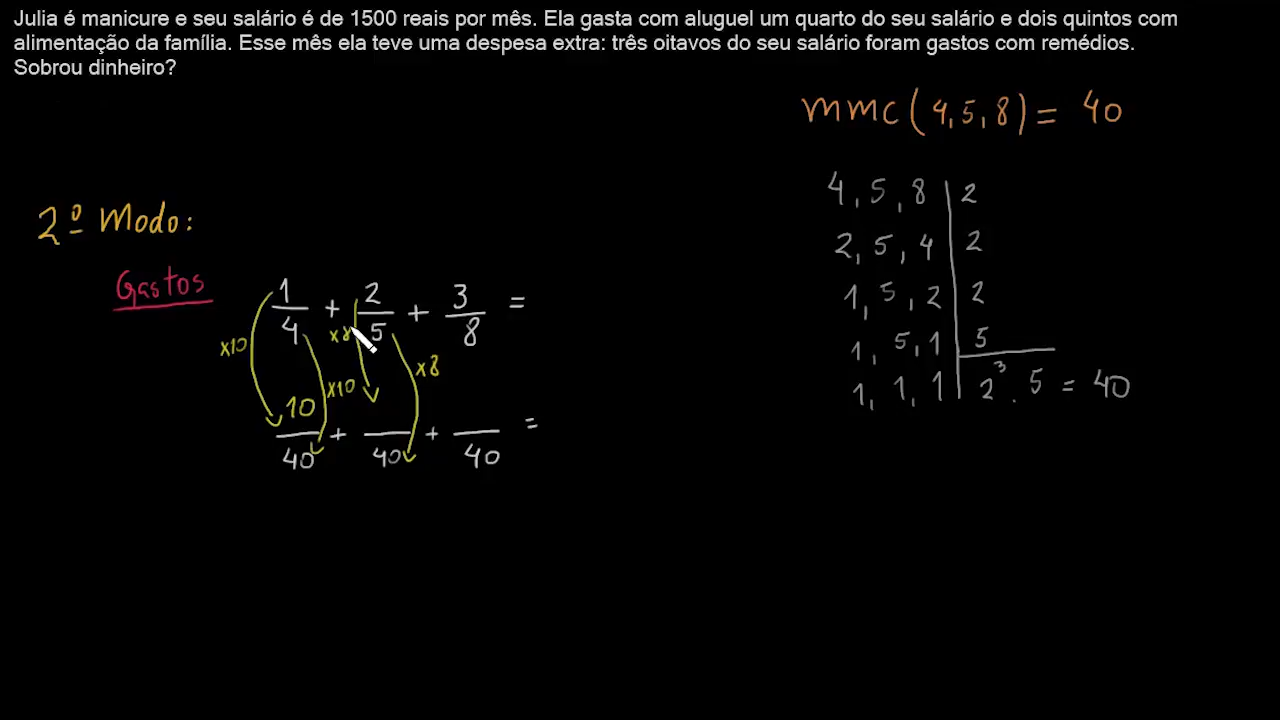 Julia é manicure e seu salário é de 1500 reais por mês. Ela gasta com aluguel um quarto do seu salário e dois quintos com
alimentação da família. Esse mês ela teve uma despesa extra: três oitavos do seu salário foram gastos com remédios.
Sobrou dinheiro?
mmc (4,5,8) = 40
4, 5, 8 | 2
2, 5, 4 | 2
1, 5, 2 | 2
1, 5, 1 | 5
1, 1, 1 | 2³ . 5 = 40
2º Modo:
Gastos
1/4 + 2/5 + 3/8 =
x10 x10 x8 x8
10/40 + /40 + /40 =